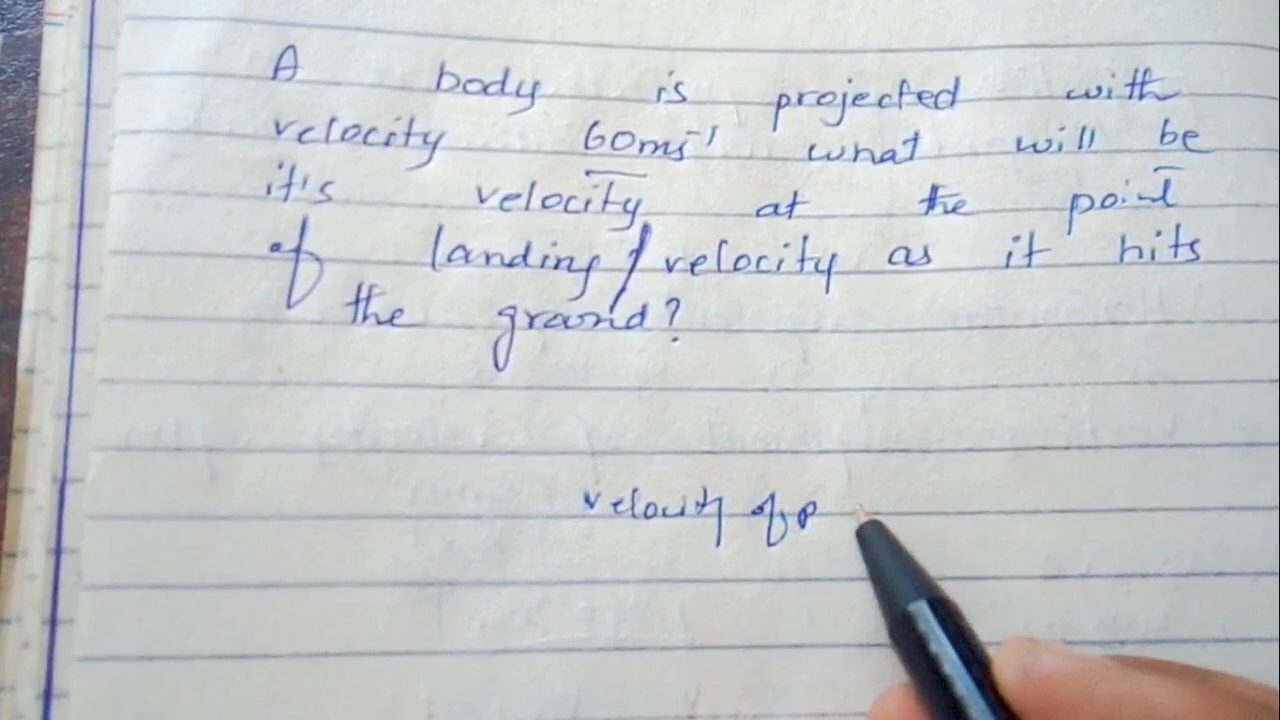 A body is projected with
velocity 60ms⁻¹ what will be
it's velocity at the point
of landing / velocity as it hits
the ground?
velocity of p